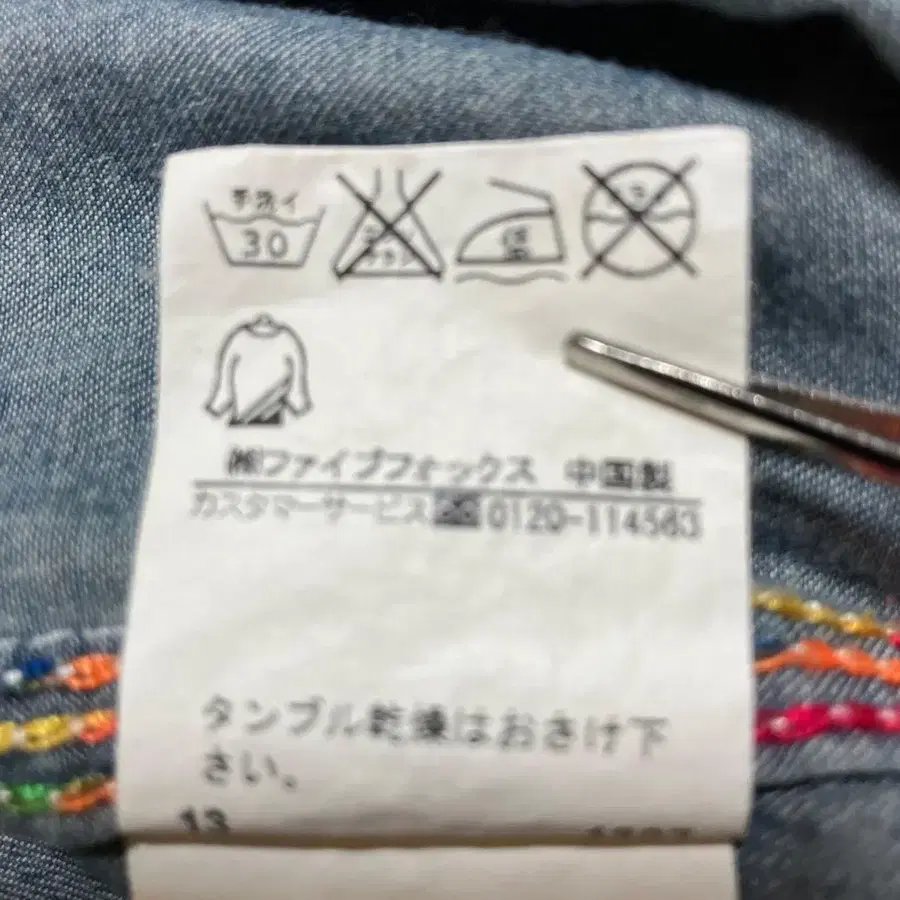 手洗イ
30
低
㈱ファイブフォックス 中国製
カスタマーサービス 0120-114563
タンブル乾燥はおさけ下
さい。
13